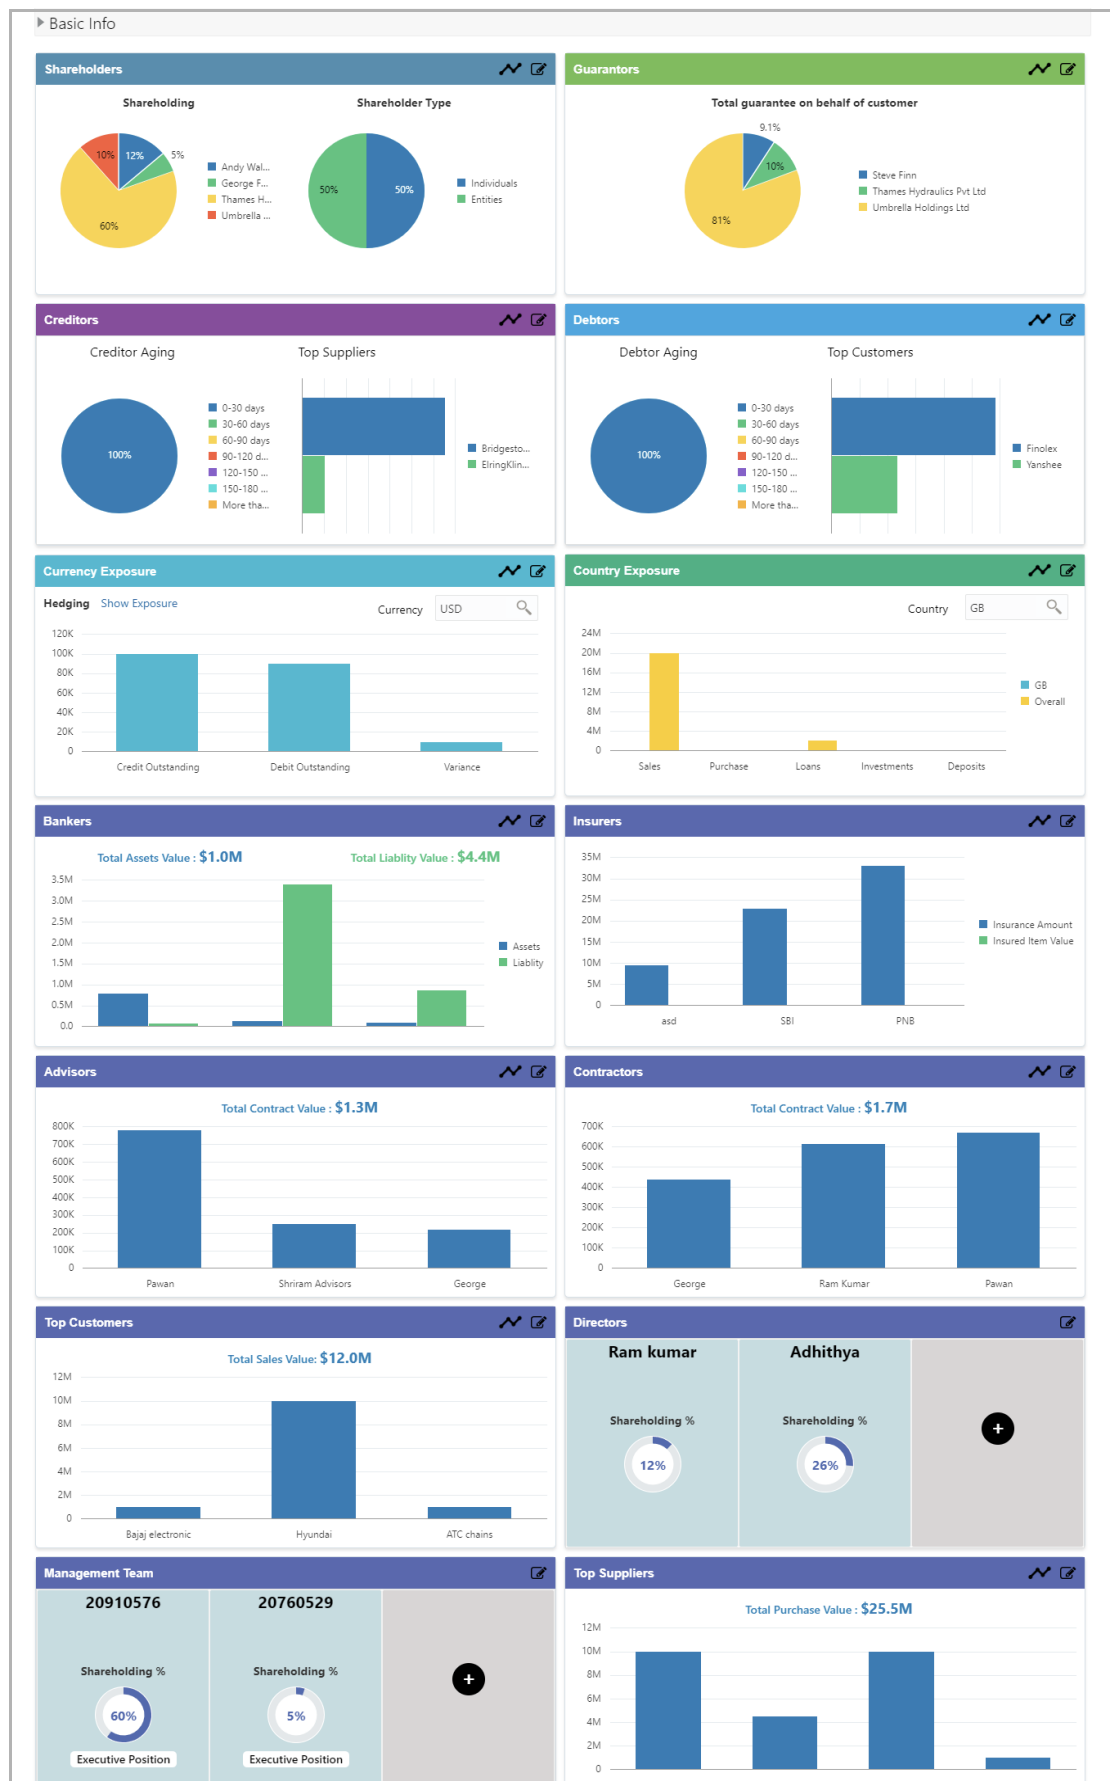 Basic Info
Shareholders
Shareholding
Shareholder Type
10%
12%
5%
60%
Andy Wal...
George F...
Thames H...
Umbrella ...
50%
50%
Individuals
Entities
Guarantors
Total guarantee on behalf of customer
9.1%
10%
81%
Steve Finn
Thames Hydraulics Pvt Ltd
Umbrella Holdings Ltd
Creditors
Creditor Aging
Top Suppliers
100%
0-30 days
30-60 days
60-90 days
90-120 d...
120-150 ...
150-180 ...
More tha...
Bridgesto...
ElringKlin...
Debtors
Debtor Aging
Top Customers
100%
0-30 days
30-60 days
60-90 days
90-120 d...
120-150 ...
150-180 ...
More tha...
Finolex
Yanshee
Currency Exposure
Hedging Show Exposure
Currency USD
120K
100K
80K
60K
40K
20K
0
Credit Outstanding Debit Outstanding Variance
Country Exposure
Country GB
24M
20M
16M
12M
8M
4M
0
Sales Purchase Loans Investments Deposits
GB
Overall
Bankers
Total Assets Value : $1.0M Total Liablity Value : $4.4M
3.5M
3.0M
2.5M
2.0M
1.5M
1.0M
0.5M
0.0
Assets
Liablity
Insurers
35M
30M
25M
20M
15M
10M
5M
0
asd SBI PNB
Insurance Amount
Insured Item Value
Advisors
Total Contract Value : $1.3M
800K
700K
600K
500K
400K
300K
200K
100K
0
Pawan Shriram Advisors George
Contractors
Total Contract Value : $1.7M
700K
600K
500K
400K
300K
200K
100K
0
George Ram Kumar Pawan
Top Customers
Total Sales Value: $12.0M
12M
10M
8M
6M
4M
2M
0
Bajaj electronic Hyundai ATC chains
Directors
Ram kumar
Shareholding %
12%
Adhithya
Shareholding %
26%
+
Management Team
20910576
Shareholding %
60%
Executive Position
20760529
Shareholding %
5%
Executive Position
+
Top Suppliers
Total Purchase Value : $25.5M
12M
10M
8M
6M
4M
2M
0